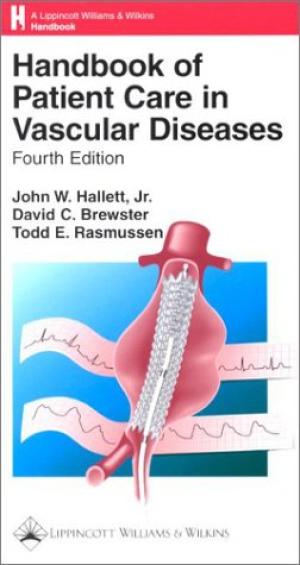 H A Lippincott Williams & Wilkins
Handbook
Handbook of
Patient Care in
Vascular Diseases
Fourth Edition
John W. Hallett, Jr.
David C. Brewster
Todd E. Rasmussen
LIPPINCOTT WILLIAMS & WILKINS